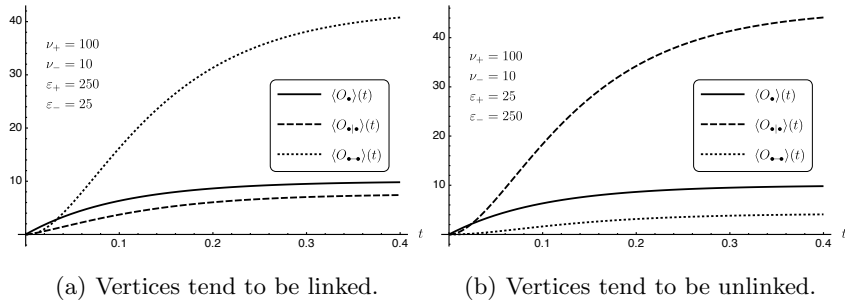 40
30
20
10
ν₊ = 100
ν₋ = 10
ε₊ = 250
ε₋ = 25
⟨O●⟩(t)
⟨O●|●⟩(t)
⟨O●–●⟩(t)
0.1 0.2 0.3 0.4 t
(a) Vertices tend to be linked.
40
30
20
10
ν₊ = 100
ν₋ = 10
ε₊ = 25
ε₋ = 250
⟨O●⟩(t)
⟨O●|●⟩(t)
⟨O●–●⟩(t)
0.1 0.2 0.3 0.4 t
(b) Vertices tend to be unlinked.